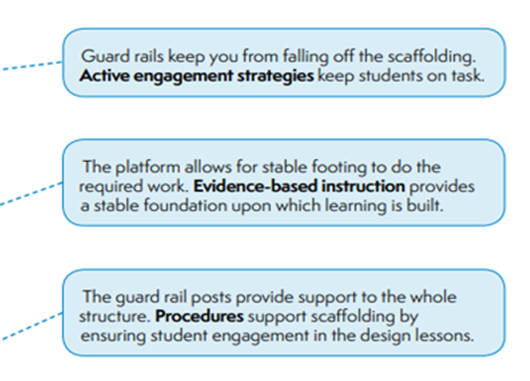 Guard rails keep you from falling off the scaffolding.
Active engagement strategies keep students on task.
The platform allows for stable footing to do the
required work. Evidence-based instruction provides
a stable foundation upon which learning is built.
The guard rail posts provide support to the whole
structure. Procedures support scaffolding by
ensuring student engagement in the design lessons.